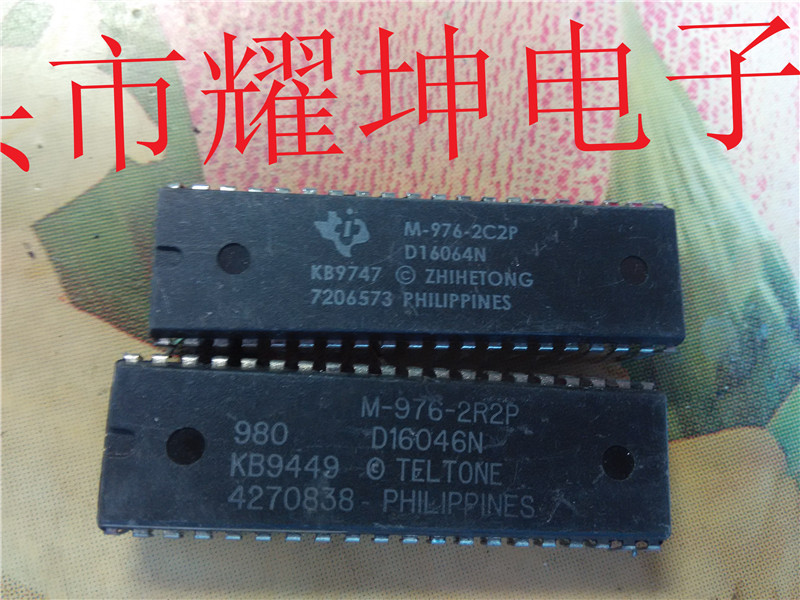 市耀坤电子
M-976-2C2P
D16064N
KB9747 © ZHIHETONG
7206573 PHILIPPINES
M-976-2R2P
980 D16046N
KB9449 © TELTONE
4270838 - PHILIPPINES